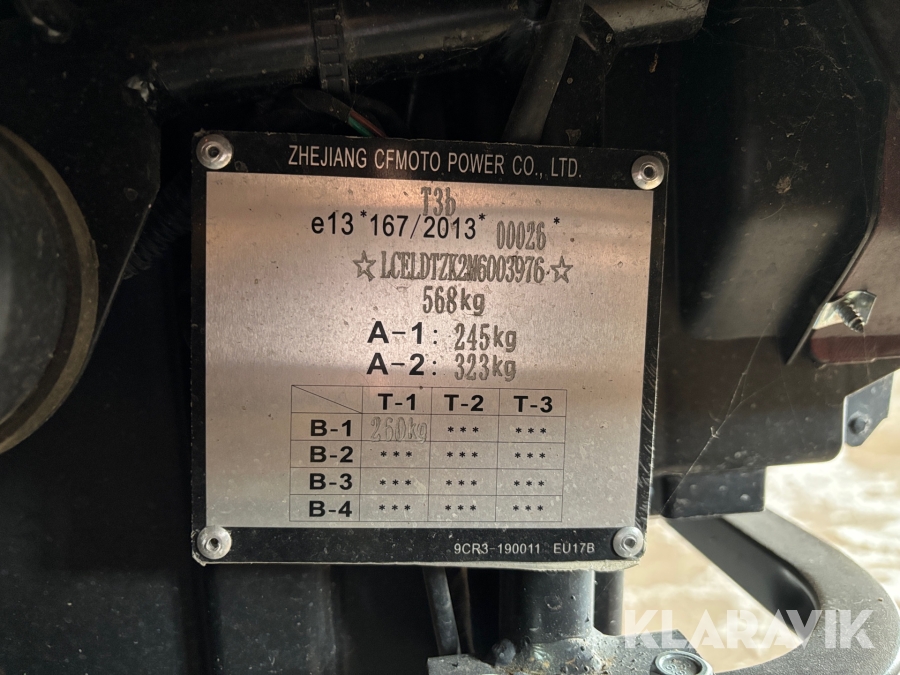 ZHEJIANG CFMOTO POWER CO., LTD.
T3b
e13*167/2013*00026*
☆LCELDTZK2M6003976☆
568kg
A-1: 245kg
A-2: 323kg
T-1 T-2 T-3
B-1 260kg *** ***
B-2 *** *** ***
B-3 *** *** ***
B-4 *** *** ***
9CR3-190011 EU17B
KLARAVIK
KLARAVIK